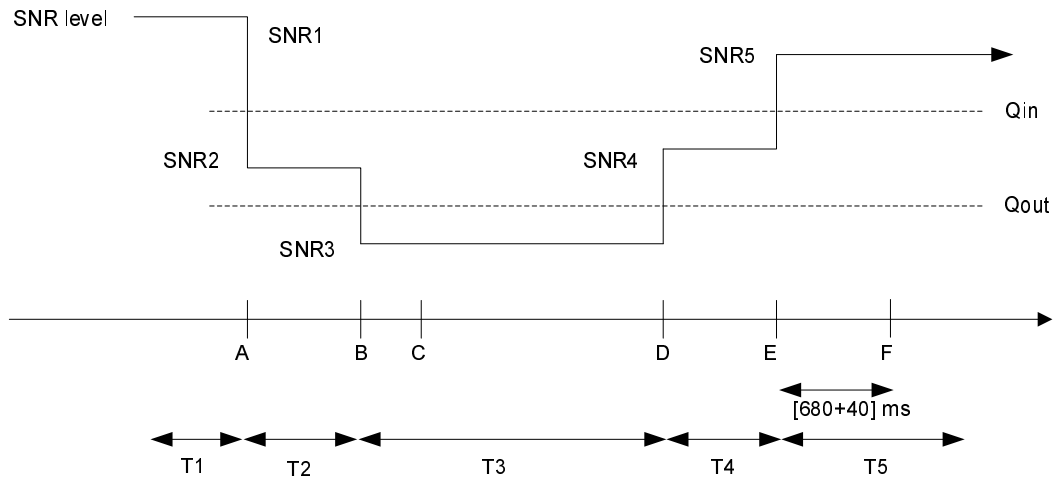 SNR level
SNR1
SNR5
Qin
SNR2
SNR4
Qout
SNR3
A
B
C
D
E
F
[680+40] ms
T1
T2
T3
T4
T5